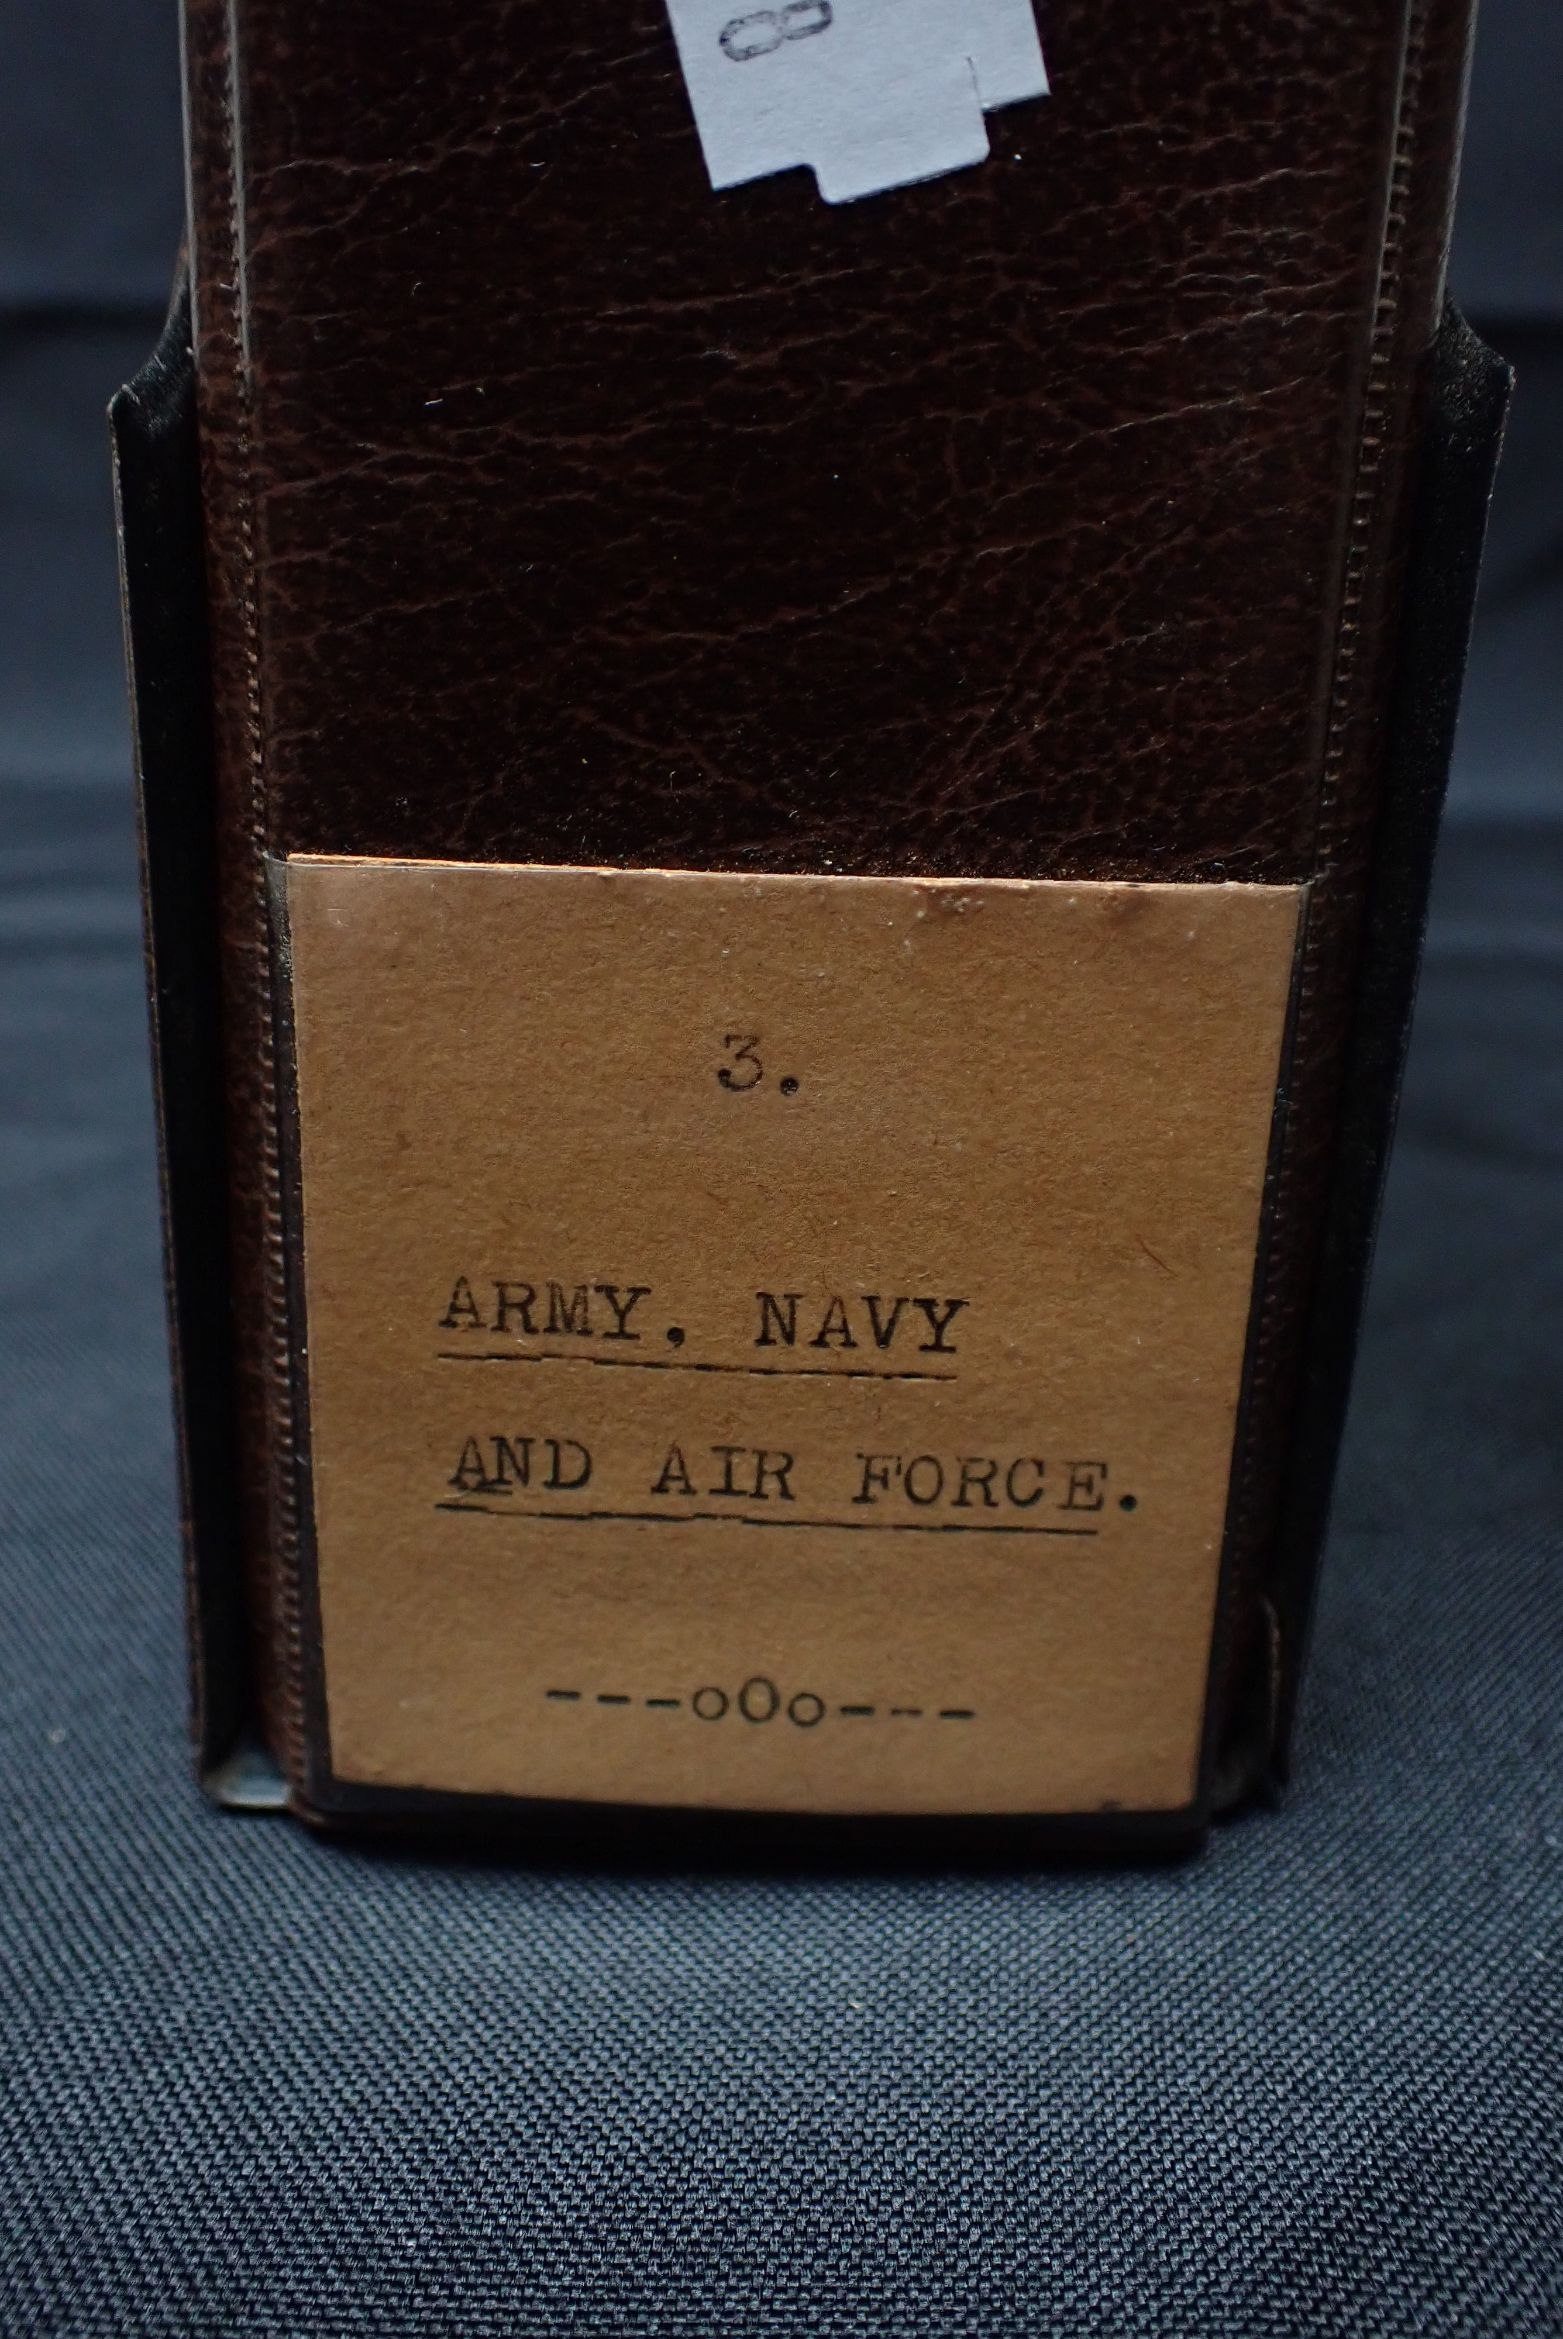 8
3.
ARMY, NAVY
AND AIR FORCE.
---oOo---